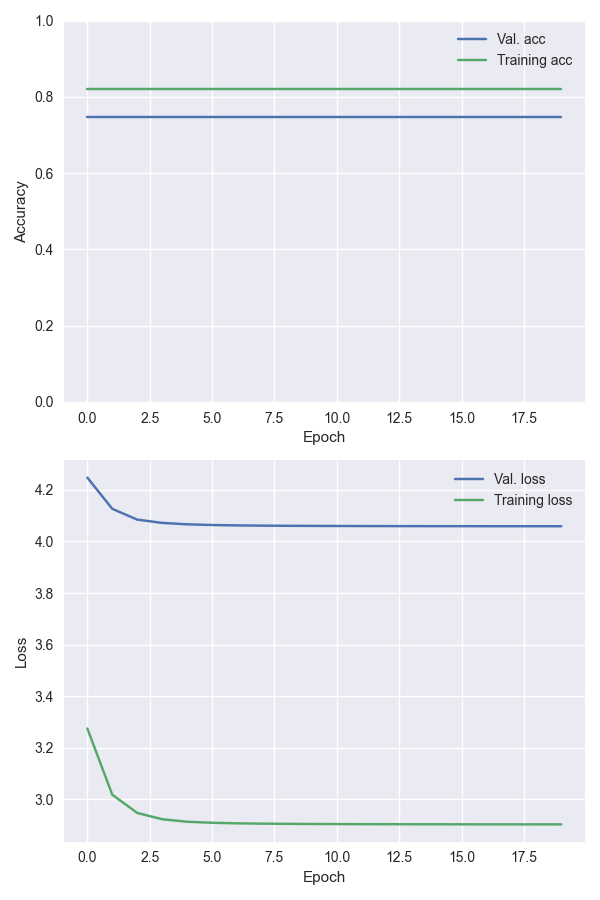 1.0
Val. acc
Training acc
0.8
0.6
Accuracy
0.4
0.2
0.0
0.0 2.5 5.0 7.5 10.0 12.5 15.0 17.5
Epoch
Val. loss
4.2
Training loss
4.0
3.8
3.6
Loss
3.4
3.2
3.0
0.0 2.5 5.0 7.5 10.0 12.5 15.0 17.5
Epoch